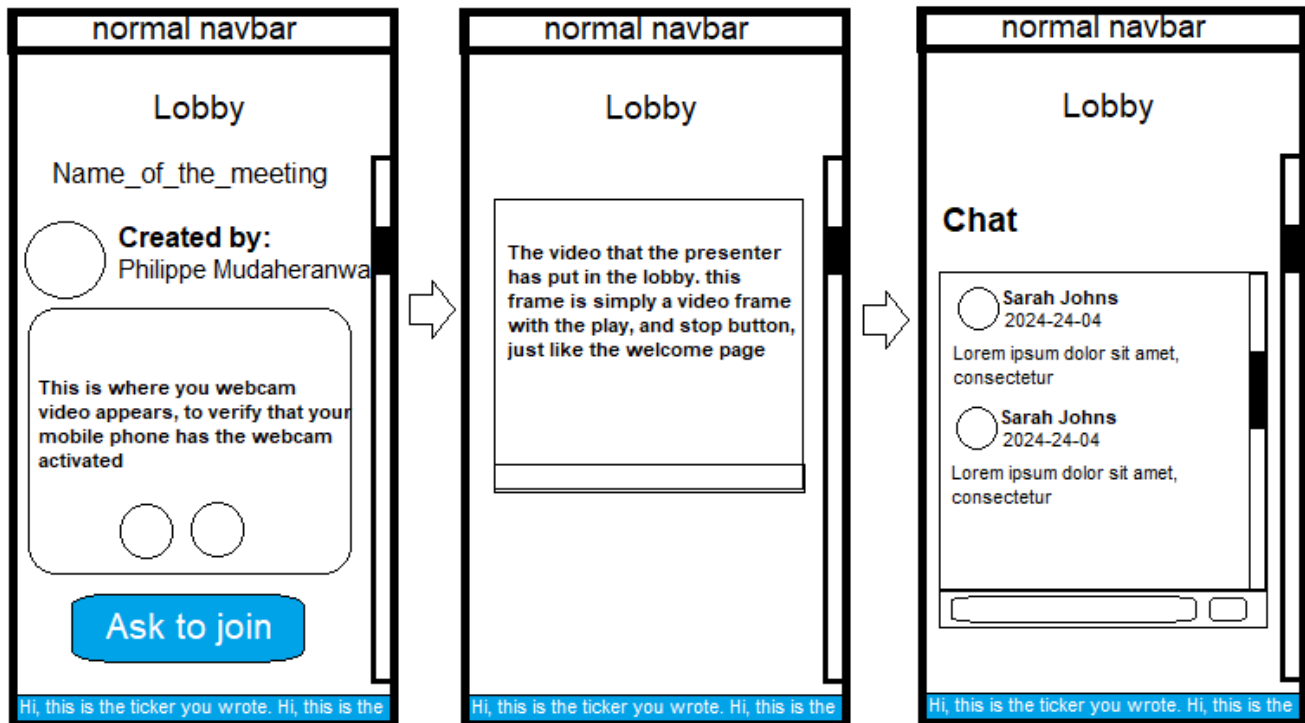 normal navbar
Lobby
Name_of_the_meeting
Created by:
Philippe Mudaheranwa
This is where you webcam
video appears, to verify that your
mobile phone has the webcam
activated
Ask to join
Hi, this is the ticker you wrote. Hi, this is the
normal navbar
Lobby
The video that the presenter
has put in the lobby. this
frame is simply a video frame
with the play, and stop button,
just like the welcome page
Hi, this is the ticker you wrote. Hi, this is the
normal navbar
Lobby
Chat
Sarah Johns
2024-24-04
Lorem ipsum dolor sit amet,
consectetur
Sarah Johns
2024-24-04
Lorem ipsum dolor sit amet,
consectetur
Hi, this is the ticker you wrote. Hi, this is the